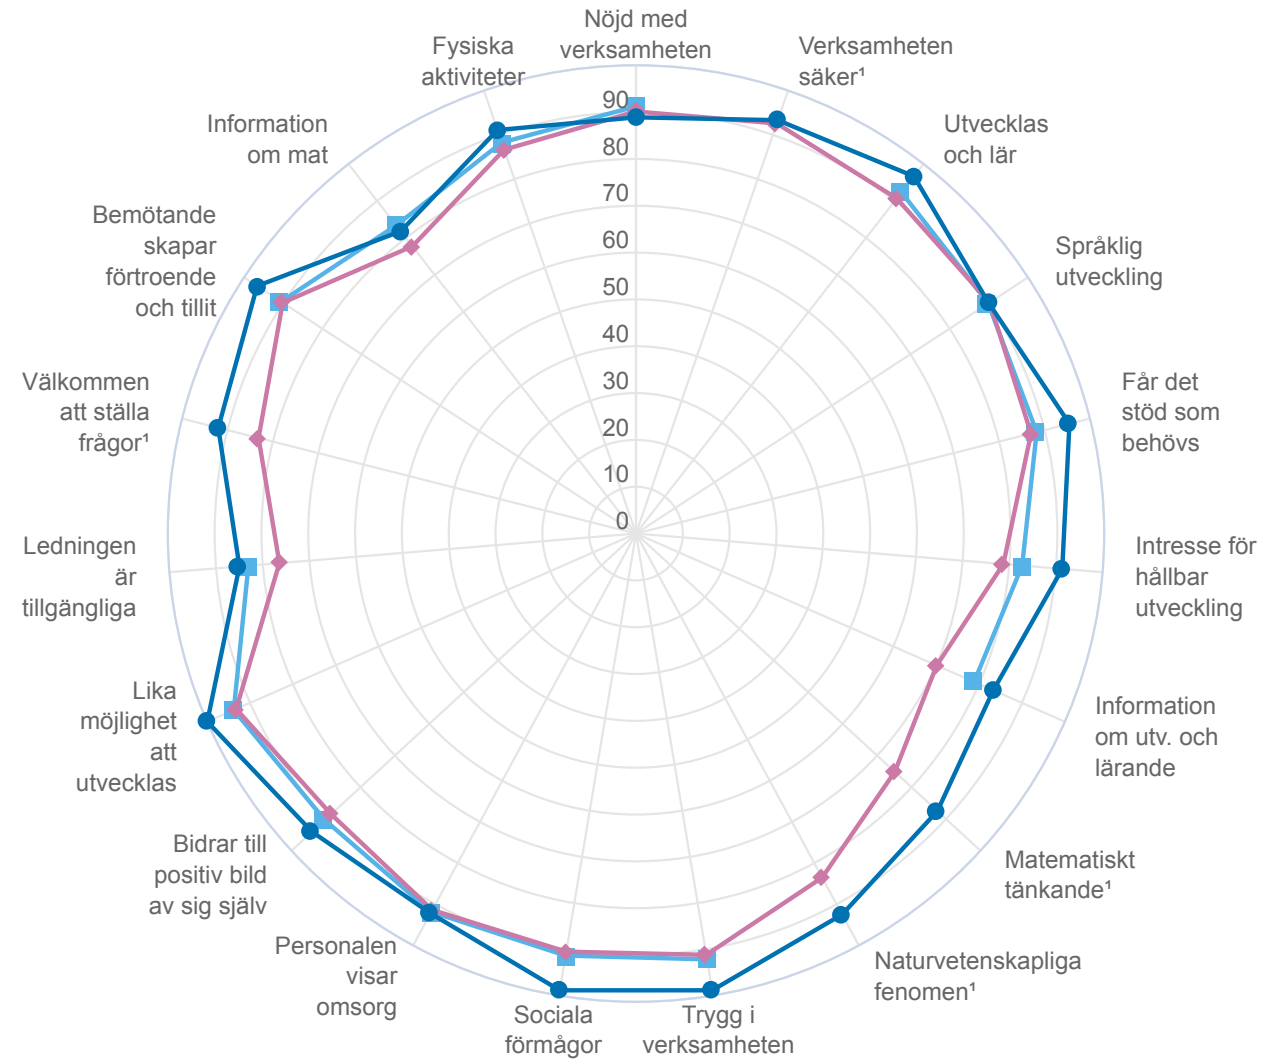 Nöjd med
verksamheten
Verksamheten
säker¹
Utvecklas
och lär
Språklig
utveckling
Får det
stöd som
behövs
Intresse för
hållbar
utveckling
Information
om utv. och
lärande
Matematiskt
tänkande¹
Naturvetenskapliga
fenomen¹
Trygg i
verksamheten
Sociala
förmågor
Personalen
visar
omsorg
Bidrar till
positiv bild
av sig själv
Lika
möjlighet
att
utvecklas
Ledningen
är
tillgängliga
Välkommen
att ställa
frågor¹
Bemötande
skapar
förtroende
och tillit
Information
om mat
Fysiska
aktiviteter
90
80
70
60
50
40
30
20
10
0